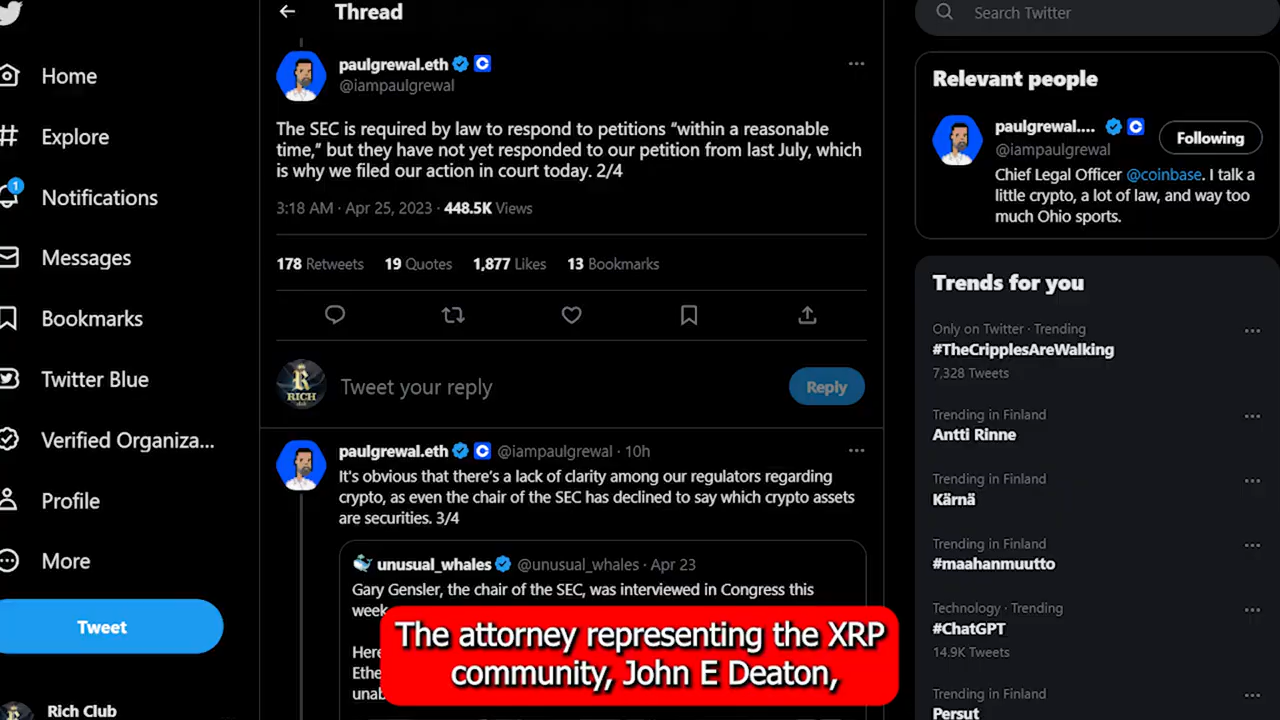 Thread
Search Twitter
Home
Explore
1
Notifications
Messages
Bookmarks
Twitter Blue
Verified Organiza...
Profile
More
Tweet
Rich Club
paulgrewal.eth
@iampaulgrewal
The SEC is required by law to respond to petitions “within a reasonable
time,” but they have not yet responded to our petition from last July, which
is why we filed our action in court today. 2/4
3:18 AM · Apr 25, 2023 · 448.5K Views
178 Retweets 19 Quotes 1,877 Likes 13 Bookmarks
RICH
Tweet your reply
Reply
paulgrewal.eth @iampaulgrewal · 10h
It's obvious that there's a lack of clarity among our regulators regarding
crypto, as even the chair of the SEC has declined to say which crypto assets
are securities. 3/4
unusual_whales @unusual_whales · Apr 23
Gary Gensler, the chair of the SEC, was interviewed in Congress this
week
The attorney representing the XRP
community, John E Deaton,
Relevant people
paulgrewal....
@iampaulgrewal
Following
Chief Legal Officer @coinbase. I talk a
little crypto, a lot of law, and way too
much Ohio sports.
Trends for you
Only on Twitter · Trending
#TheCripplesAreWalking
7,328 Tweets
Trending in Finland
Antti Rinne
Trending in Finland
Kärnä
Trending in Finland
#maahanmuutto
Technology · Trending
#ChatGPT
14.9K Tweets
Trending in Finland
Persut